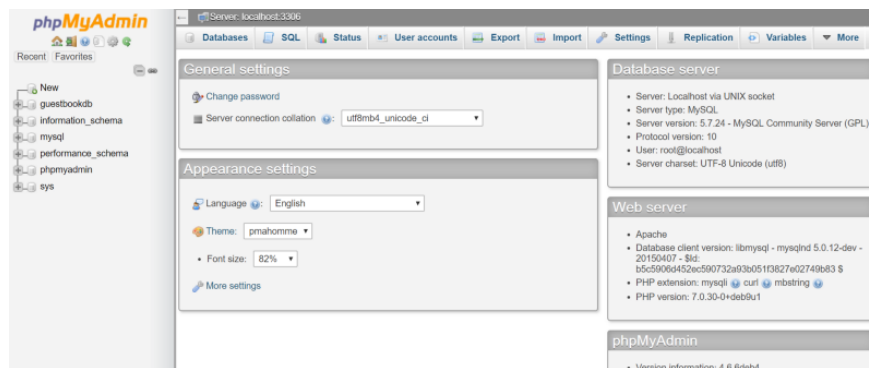 phpMyAdmin
Recent Favorites
New
guestbookdb
information_schema
mysql
performance_schema
phpmyadmin
sys
Server: localhost:3306
Databases SQL Status User accounts Export Import Settings Replication Variables More
General settings
Change password
Server connection collation : utf8mb4_unicode_ci
Appearance settings
Language : English
Theme: pmahomme
• Font size: 82%
More settings
Database server
• Server: Localhost via UNIX socket
• Server type: MySQL
• Server version: 5.7.24 - MySQL Community Server (GPL)
• Protocol version: 10
• User: root@localhost
• Server charset: UTF-8 Unicode (utf8)
Web server
• Apache
• Database client version: libmysql - mysqlnd 5.0.12-dev -
20150407 - $Id:
b5c5906d452ec590732a93b051f3827e02749b83 $
• PHP extension: mysqli curl mbstring
• PHP version: 7.0.30-0+deb9u1
phpMyAdmin
• Version information: 4.6.6deb4